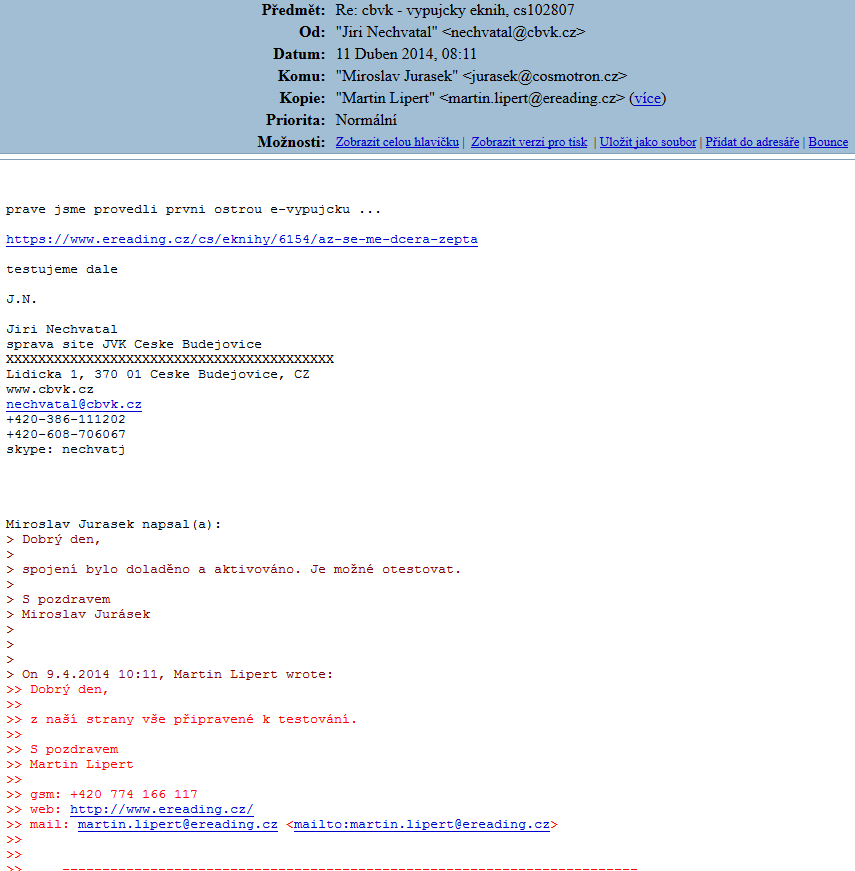 Předmět: Re: cbvk - vypujcky eknih, cs102807
Od: "Jiri Nechvatal" <nechvatal@cbvk.cz>
Datum: 11 Duben 2014, 08:11
Komu: "Miroslav Jurasek" <jurasek@cosmotron.cz>
Kopie: "Martin Lipert" <martin.lipert@ereading.cz> (více)
Priorita: Normální
Možnosti: Zobrazit celou hlavičku | Zobrazit verzi pro tisk | Uložit jako soubor | Přidat do adresáře | Bounce
prave jsme provedli prvni ostrou e-vypujcku ...
https://www.ereading.cz/cs/eknihy/6154/az-se-me-dcera-zepta
testujeme dale
J.N.
Jiri Nechvatal
sprava site JVK Ceske Budejovice
XXXXXXXXXXXXXXXXXXXXXXXXXXXXXXXXXXXXXXXXX
Lidicka 1, 370 01 Ceske Budejovice, CZ
www.cbvk.cz
nechvatal@cbvk.cz
+420-386-111202
+420-608-706067
skype: nechvatj
Miroslav Jurasek napsal(a):
> Dobrý den,
>
> spojení bylo doladěno a aktivováno. Je možné otestovat.
>
> S pozdravem
> Miroslav Jurásek
>
>
>
> On 9.4.2014 10:11, Martin Lipert wrote:
>> Dobrý den,
>>
>> z naší strany vše připravené k testování.
>>
>> S pozdravem
>> Martin Lipert
>>
>> gsm: +420 774 166 117
>> web: http://www.ereading.cz/
>> mail: martin.lipert@ereading.cz <mailto:martin.lipert@ereading.cz>
>>
>>
>> ------------------------------------------------------------------------